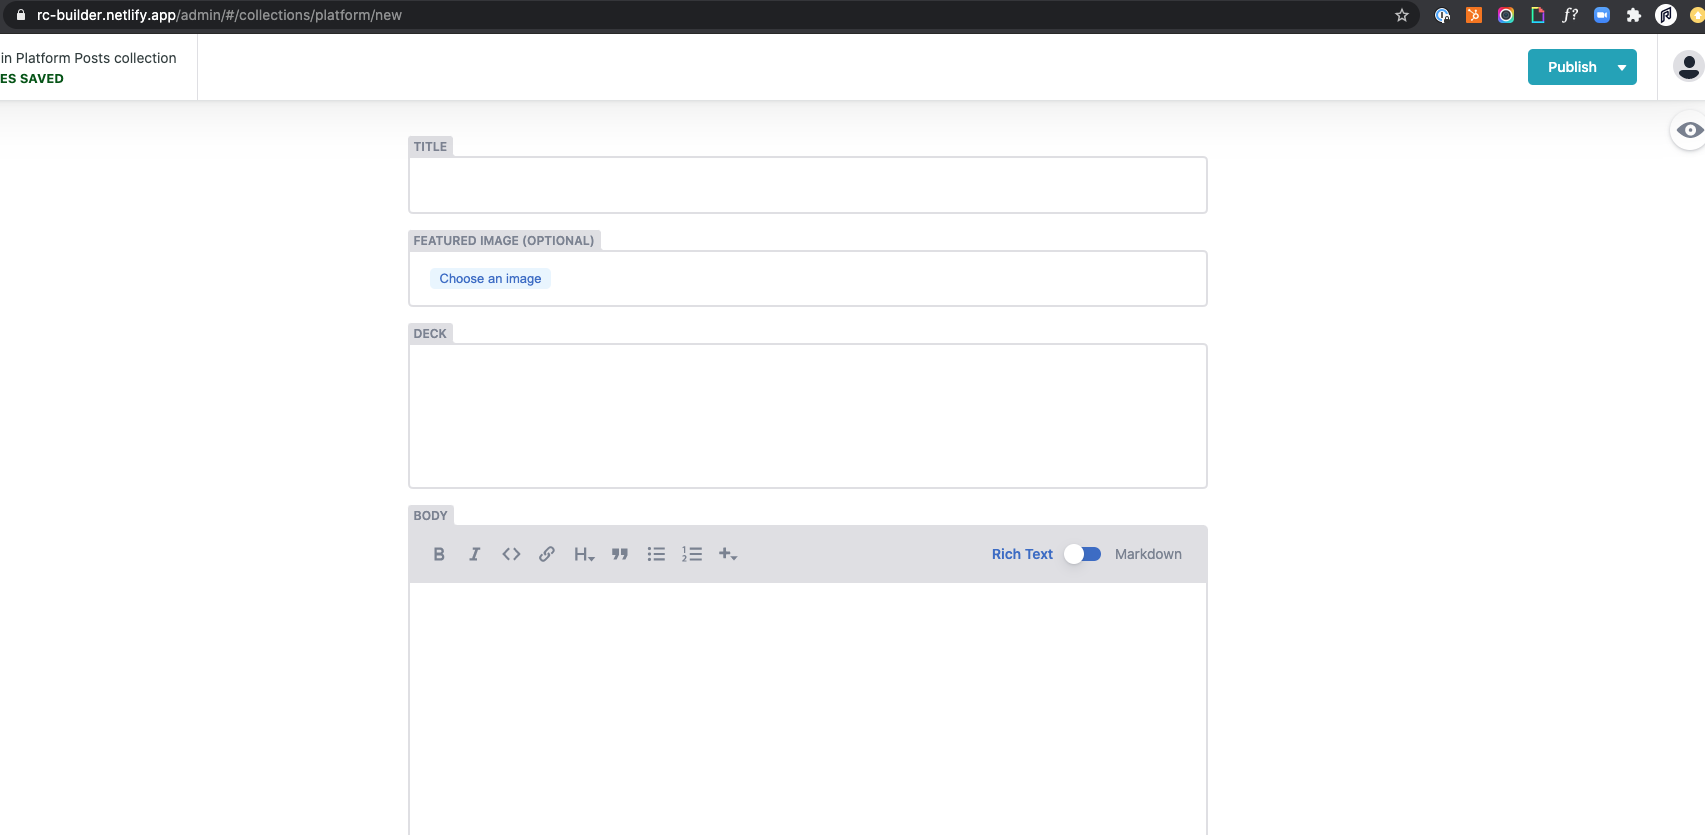 rc-builder.netlify.app/admin/#/collections/platform/new
f?
in Platform Posts collection
ES SAVED
Publish
TITLE
FEATURED IMAGE (OPTIONAL)
Choose an image
DECK
BODY
B I <> H Rich Text Markdown